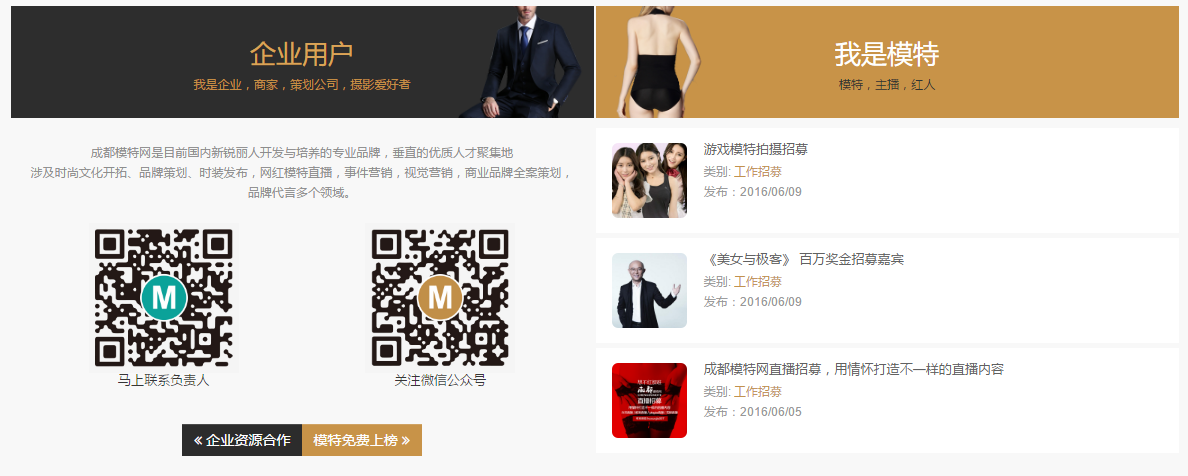 企业用户
我是企业，商家，策划公司，摄影爱好者
成都模特网是目前国内新锐丽人开发与培养的专业品牌，垂直的优质人才聚集地
涉及时尚文化开拓、品牌策划、时装发布，网红模特直播，事件营销，视觉营销，商业品牌全案策划，
品牌代言多个领域。
M
M
马上联系负责人
关注微信公众号
« 企业资源合作
模特免费上榜 »
我是模特
模特，主播，红人
游戏模特拍摄招募
类别: 工作招募
发布：2016/06/09
《美女与极客》 百万奖金招募嘉宾
类别: 工作招募
发布：2016/06/09
成都模特网直播招募，用情怀打造不一样的直播内容
类别: 工作招募
发布：2016/06/05
直播招募